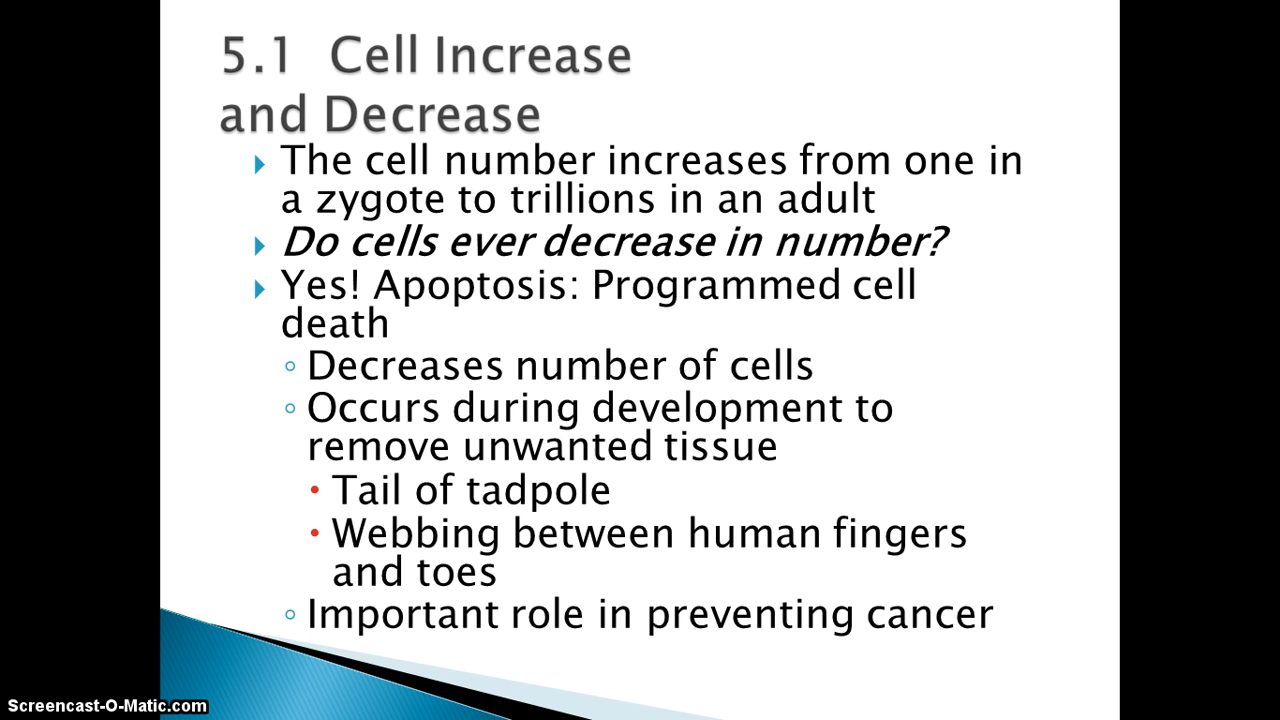 5.1 Cell Increase
and Decrease
The cell number increases from one in
a zygote to trillions in an adult
Do cells ever decrease in number?
Yes! Apoptosis: Programmed cell
death
Decreases number of cells
Occurs during development to
remove unwanted tissue
Tail of tadpole
Webbing between human fingers
and toes
Important role in preventing cancer
Screencast-O-Matic.com